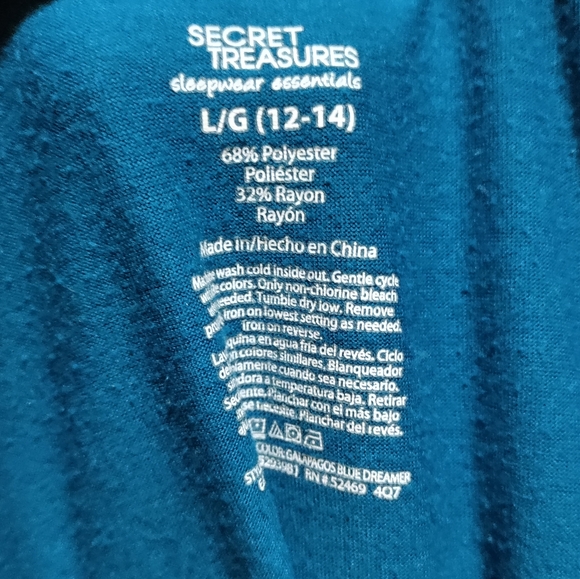 SECRET
TREASURES
sleepwear essentials
L/G (12-14)
68% Polyester
Poliéster
32% Rayon
Rayón
Made in/Hecho en China
wash cold inside out. Gentle cycle
colors. Only non-chlorine bleach
needed. Tumble dry low. Remove
iron on lowest setting as needed.
iron on reverse.
quina en agua fría del revés. Ciclo
colores similares. Blanqueador
cuando sea necesario.
a temperatura baja. Retirar
Planchar con el más bajo
necesite. Planchar del revés.
COLOR: GALAPAGOS BLUE DREAMER
RN # 52469 4Q7